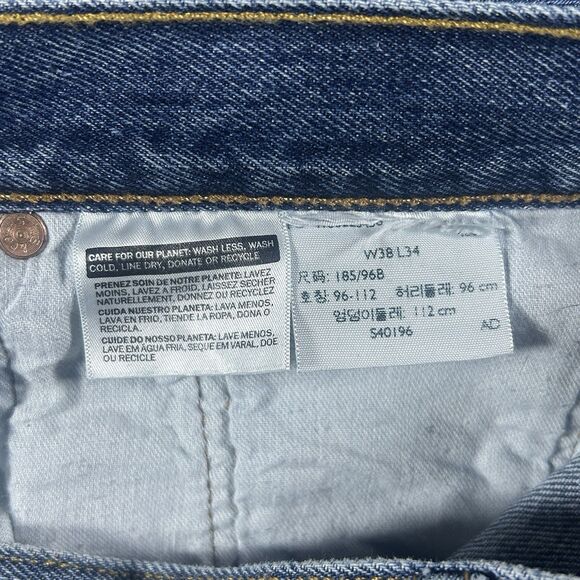 CARE FOR OUR PLANET: WASH LESS, WASH
COLD, LINE DRY, DONATE OR RECYCLE
PRENEZ SOIN DE NOTRE PLANÈTE: LAVEZ
MOINS, LAVEZ A FROID, LAISSEZ SÉCHER
NATURELLEMENT, DONNEZ OU RECYCLEZ
CUIDA NUESTRO PLANETA: LAVA MENOS,
LAVA EN FRIO, TIENDE LA ROPA, DONA O
RECICLA.
CUIDE DO NOSSO PLANETA: LAVE MENOS,
LAVE EM ÁGUA FRIA, SEQUE EM VARAL, DOE
OU RECICLE
W38 L34
尺码: 185/96B
호칭: 96-112 허리둘레: 96 cm
엉덩이둘레: 112 cm
S40196 AD